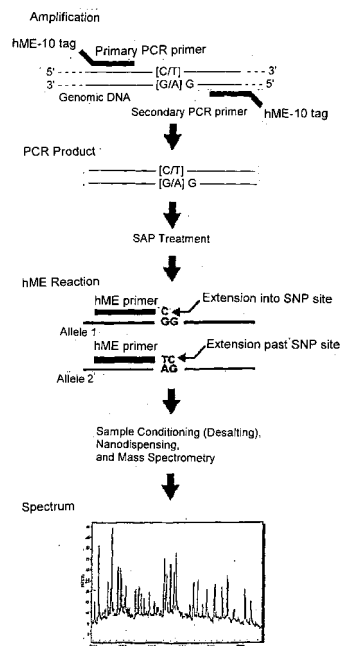 Amplification
hME-10 tag
Primary PCR primer
5' [C/T] 3'
3' [G/A] G 5'
Genomic DNA
Secondary PCR primer
hME-10 tag
PCR Product
[C/T]
[G/A] G
SAP Treatment
hME Reaction
hME primer C Extension into SNP site
GG
Allele 1
hME primer TC Extension past SNP site
AG
Allele 2
Sample Conditioning (Desalting),
Nanodispensing,
and Mass Spectrometry
Spectrum